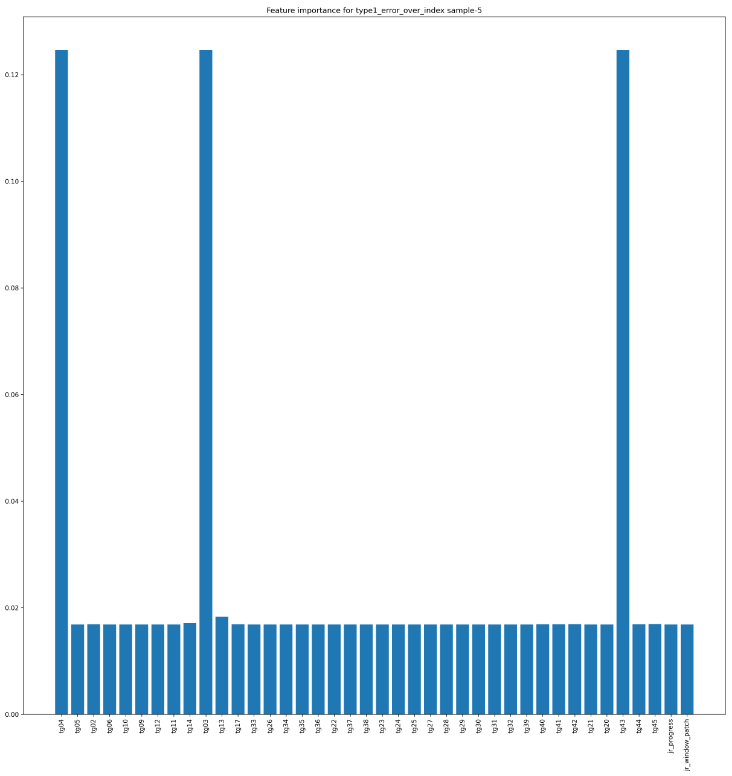 Feature importance for type1_error_over_index sample-5
0.12
0.10
0.08
0.06
0.04
0.02
0.00
tg04
tg05
tg02
tg06
tg10
tg09
tg12
tg11
tg14
tg03
tg13
tg17
tg33
tg26
tg34
tg35
tg36
tg22
tg37
tg38
tg23
tg24
tg25
tg27
tg28
tg29
tg30
tg31
tg32
tg39
tg40
tg41
tg42
tg21
tg20
tg43
tg44
tg45
jr_progress
jr_window_patch